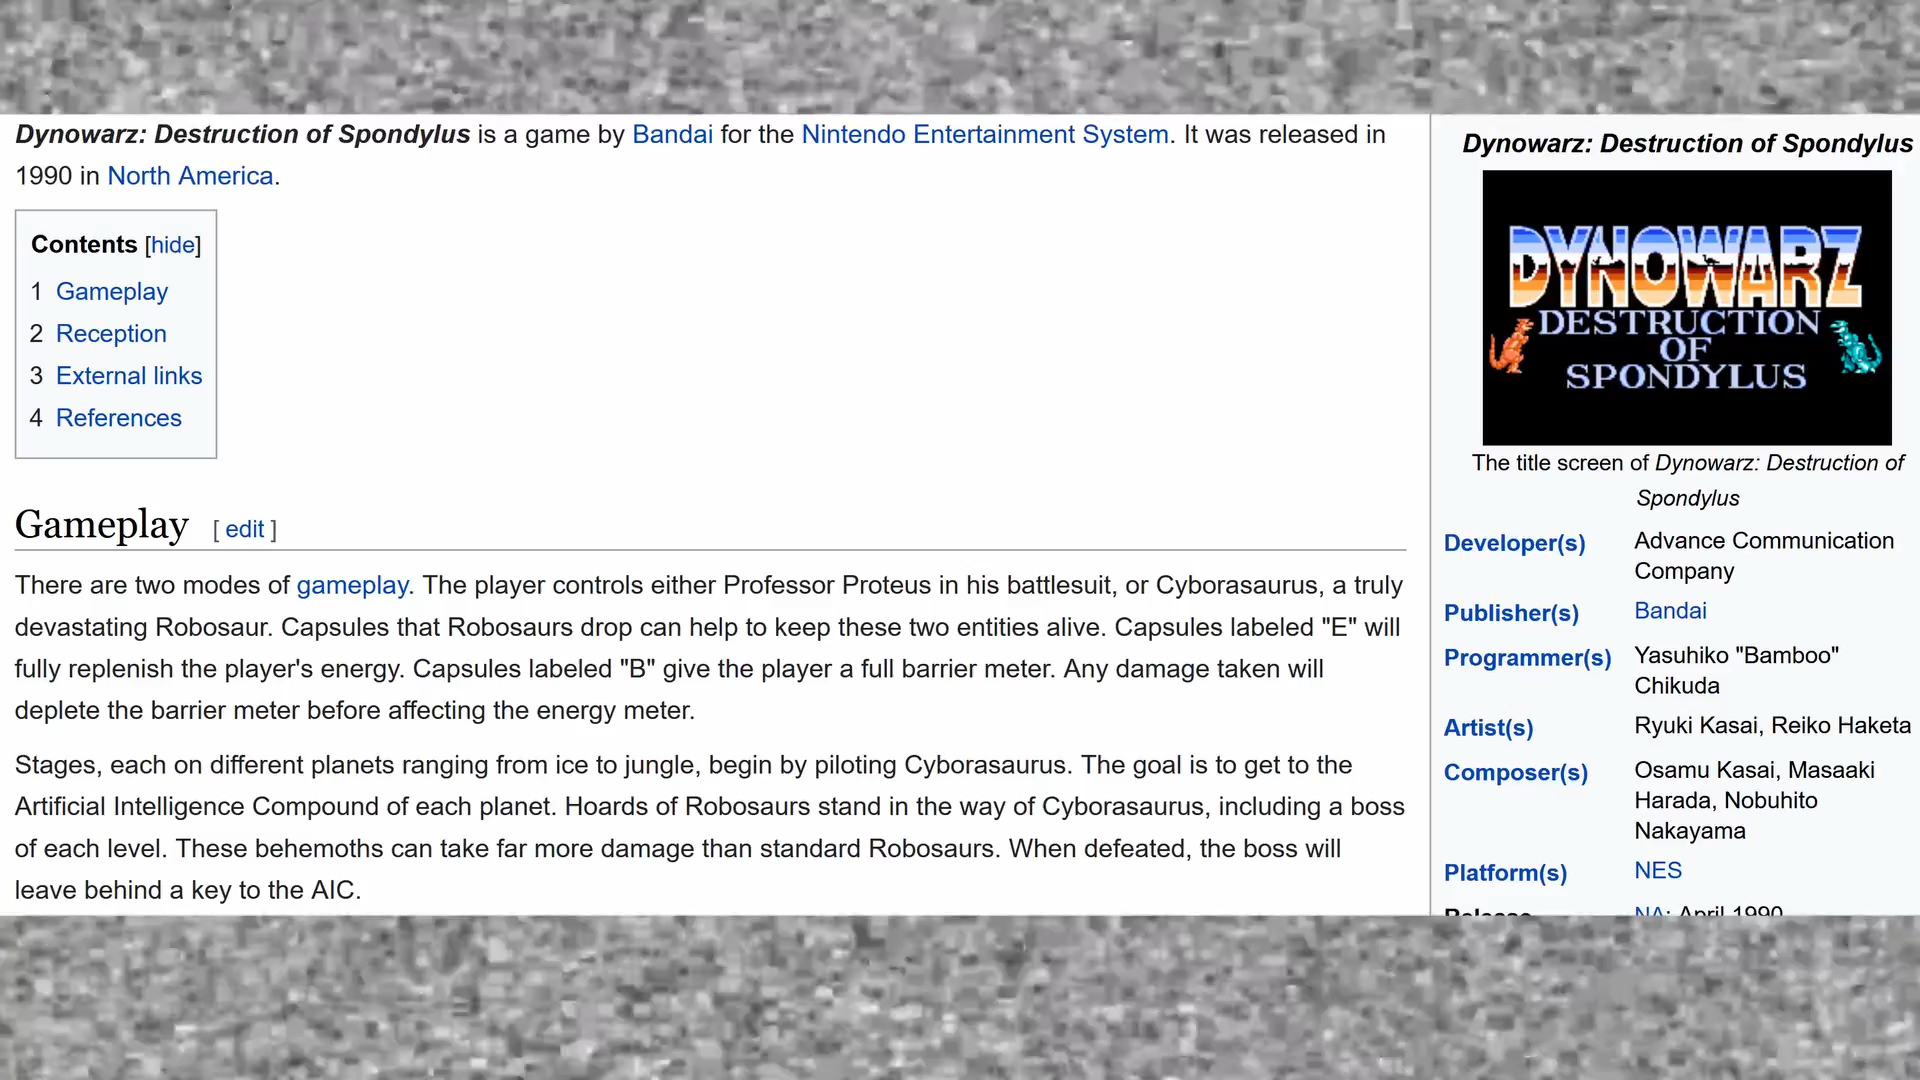 Dynowarz: Destruction of Spondylus is a game by Bandai for the Nintendo Entertainment System. It was released in
1990 in North America.
Contents [hide]
1 Gameplay
2 Reception
3 External links
4 References
Gameplay [ edit ]
There are two modes of gameplay. The player controls either Professor Proteus in his battlesuit, or Cyborasaurus, a truly
devastating Robosaur. Capsules that Robosaurs drop can help to keep these two entities alive. Capsules labeled "E" will
fully replenish the player's energy. Capsules labeled "B" give the player a full barrier meter. Any damage taken will
deplete the barrier meter before affecting the energy meter.
Stages, each on different planets ranging from ice to jungle, begin by piloting Cyborasaurus. The goal is to get to the
Artificial Intelligence Compound of each planet. Hoards of Robosaurs stand in the way of Cyborasaurus, including a boss
of each level. These behemoths can take far more damage than standard Robosaurs. When defeated, the boss will
leave behind a key to the AIC.
Dynowarz: Destruction of Spondylus
DYNOWARZ
DESTRUCTION
OF
SPONDYLUS
The title screen of Dynowarz: Destruction of
Spondylus
Developer(s) Advance Communication
Company
Publisher(s) Bandai
Programmer(s) Yasuhiko "Bamboo"
Chikuda
Artist(s) Ryuki Kasai, Reiko Haketa
Composer(s) Osamu Kasai, Masaaki
Harada, Nobuhito
Nakayama
Platform(s) NES
Release NA: April 1990